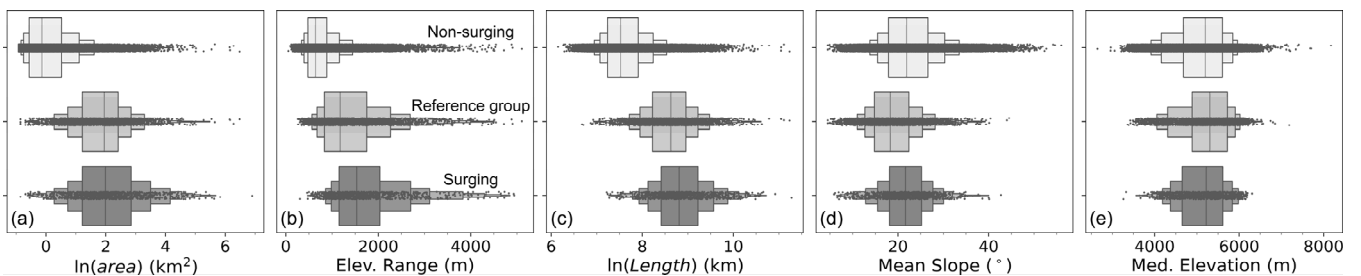 Non-surging
Reference group
Surging
(a) (b) (c) (d) (e)
0 2 4 6 0 2000 4000 6 8 10 20 40 4000 6000 8000
ln(area) (km²) Elev. Range (m) ln(Length) (km) Mean Slope (°) Med. Elevation (m)